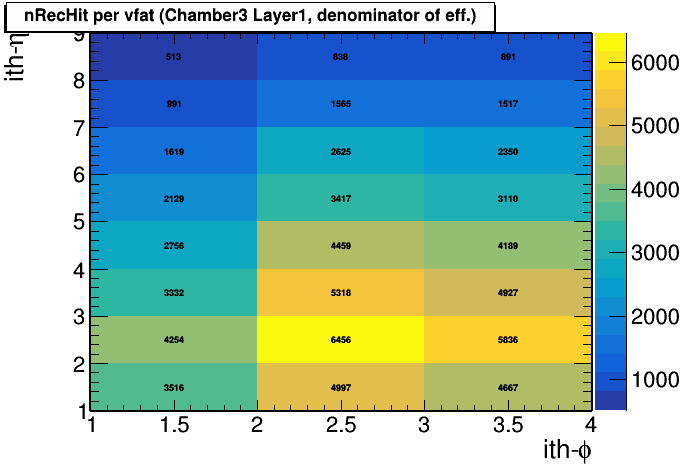 nRecHit per vfat (Chamber3 Layer1, denominator of eff.)
ith-η
9
8
7
6
5
4
3
2
1
513 838 891
991 1565 1517
1619 2625 2350
2129 3417 3110
2756 4459 4189
3332 5318 4927
4254 6456 5836
3516 4997 4667
1 1.5 2 2.5 3 3.5 4
ith-ϕ
6000
5000
4000
3000
2000
1000